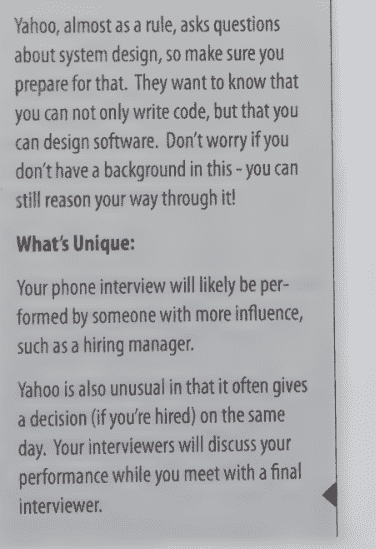 Yahoo, almost as a rule, asks questions
about system design, so make sure you
prepare for that. They want to know that
you can not only write code, but that you
can design software. Don't worry if you
don't have a background in this - you can
still reason your way through it!
What's Unique:
Your phone interview will likely be per-
formed by someone with more influence,
such as a hiring manager.
Yahoo is also unusual in that it often gives
a decision (if you're hired) on the same
day. Your interviewers will discuss your
performance while you meet with a final
interviewer.